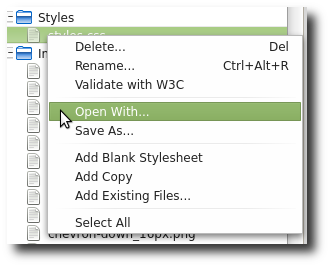 Styles
styles.css
Delete... Del
Rename... Ctrl+Alt+R
Validate with W3C
Open With...
Save As...
Add Blank Stylesheet
Add Copy
Add Existing Files...
Select All
chevron-down_16px.png